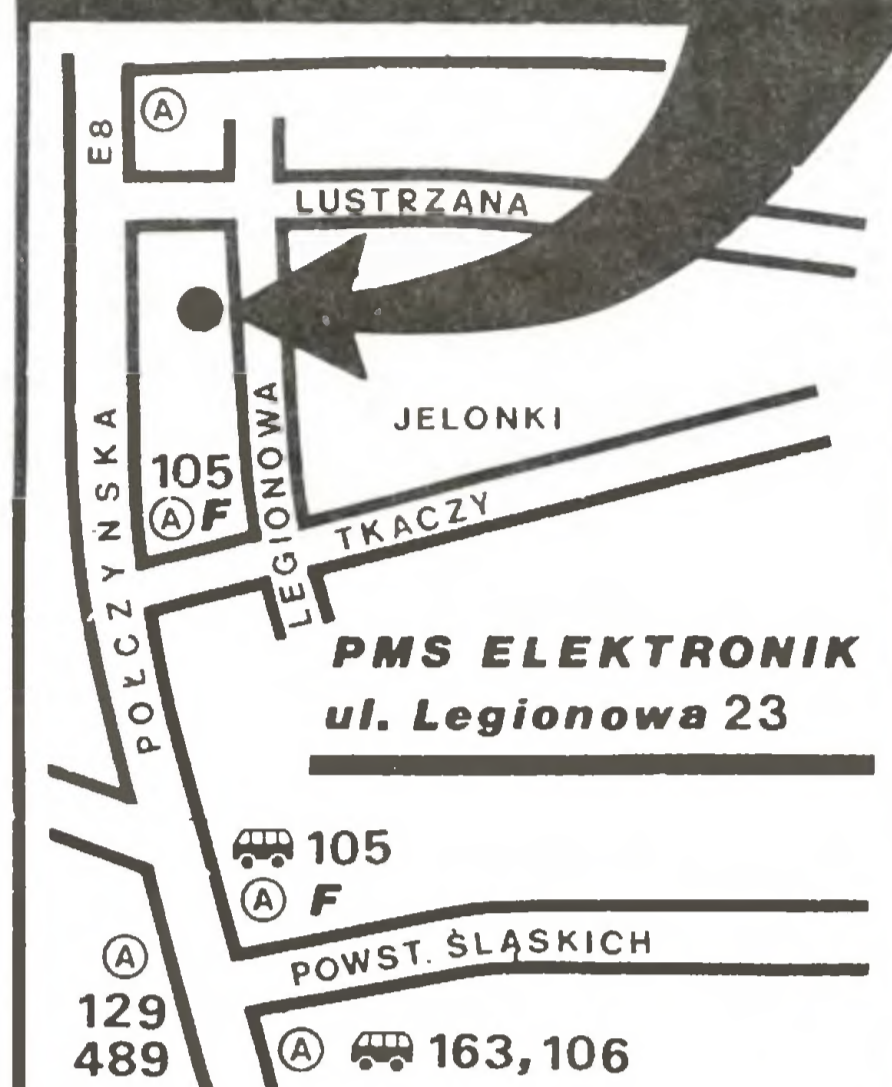 A
E8
LUSTRZANA
JELONKI
105
A F
POŁCZYŃSKA
LEGIONOWA
TKACZY
PMS ELEKTRONIK
ul. Legionowa 23
105
A F
POWST. ŚLĄSKICH
A
129
489
A 163, 106